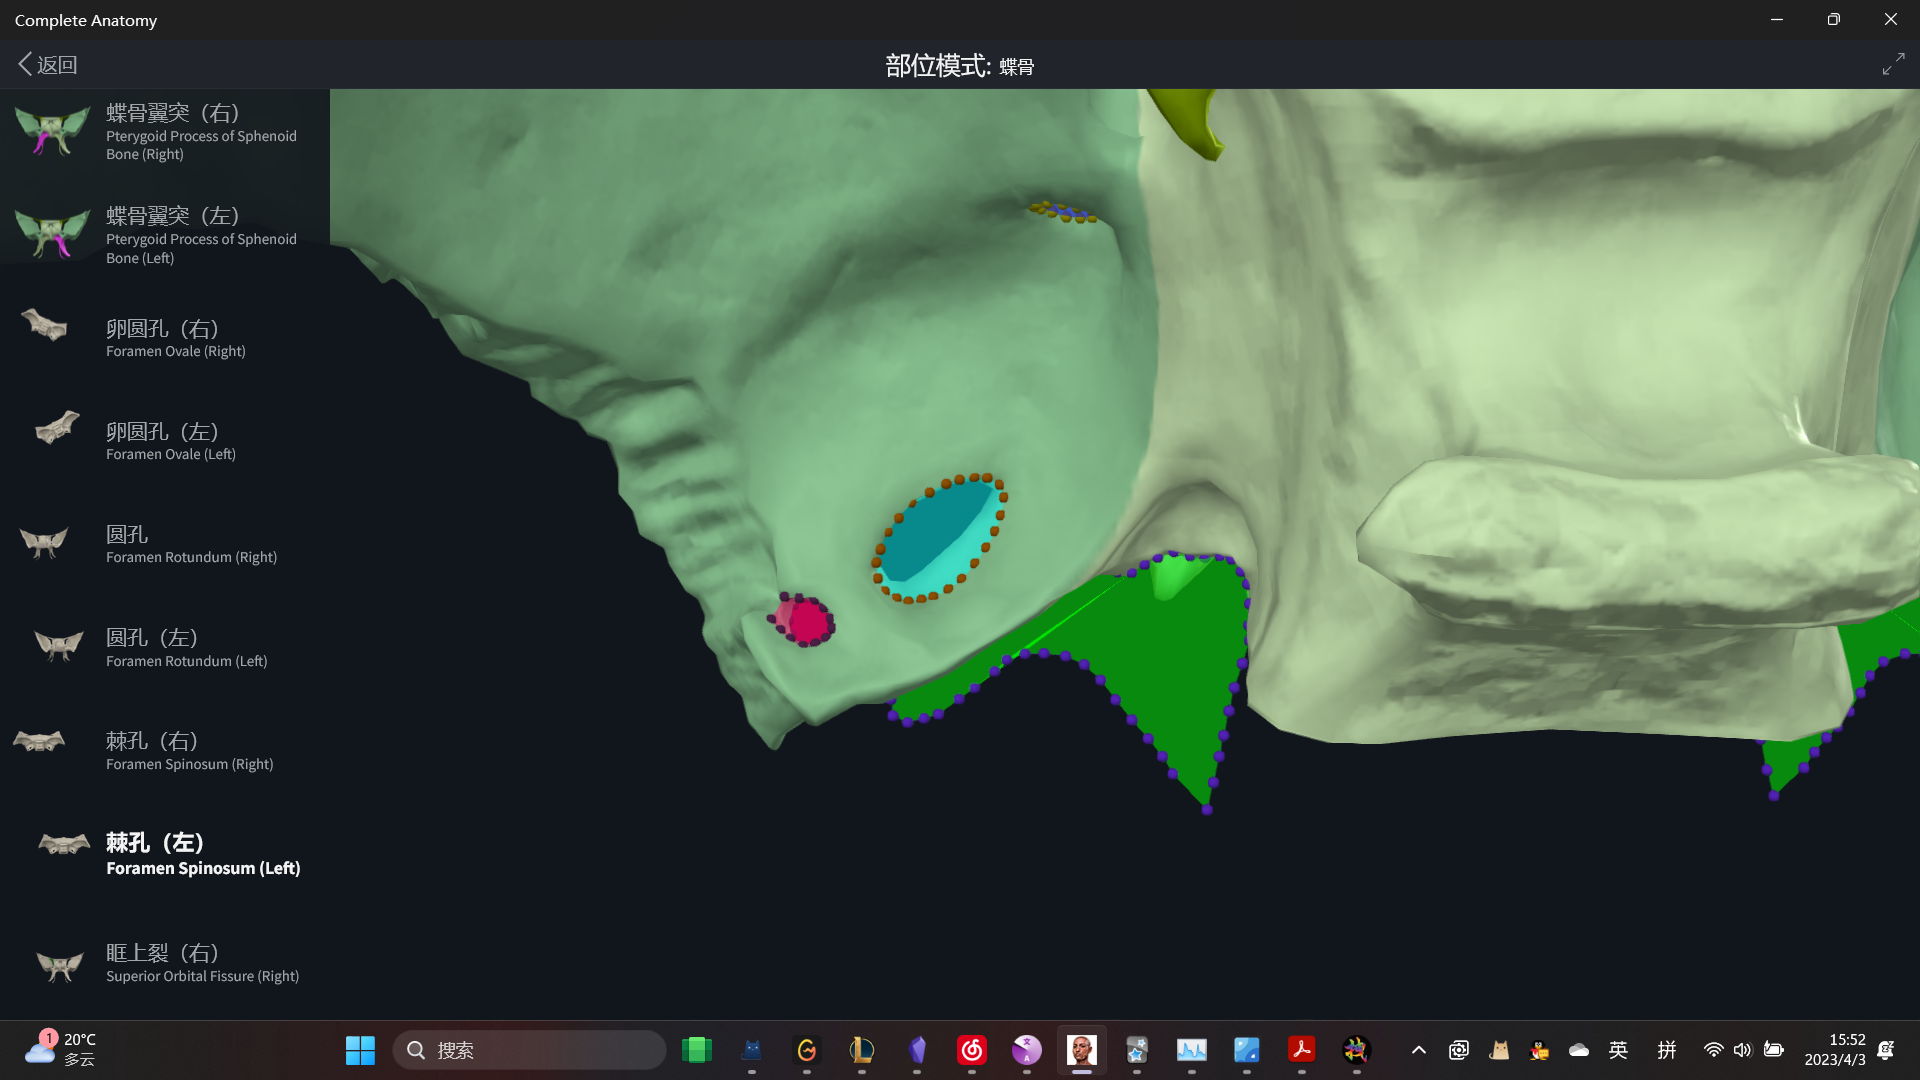 Complete Anatomy
返回
部位模式: 蝶骨
蝶骨翼突（右）
Pterygoid Process of Sphenoid
Bone (Right)
蝶骨翼突（左）
Pterygoid Process of Sphenoid
Bone (Left)
卵圆孔（右）
Foramen Ovale (Right)
卵圆孔（左）
Foramen Ovale (Left)
圆孔
Foramen Rotundum (Right)
圆孔（左）
Foramen Rotundum (Left)
棘孔（右）
Foramen Spinosum (Right)
棘孔（左）
Foramen Spinosum (Left)
眶上裂（右）
Superior Orbital Fissure (Right)
1
20°C
多云
搜索
英
拼
15:52
2023/4/3